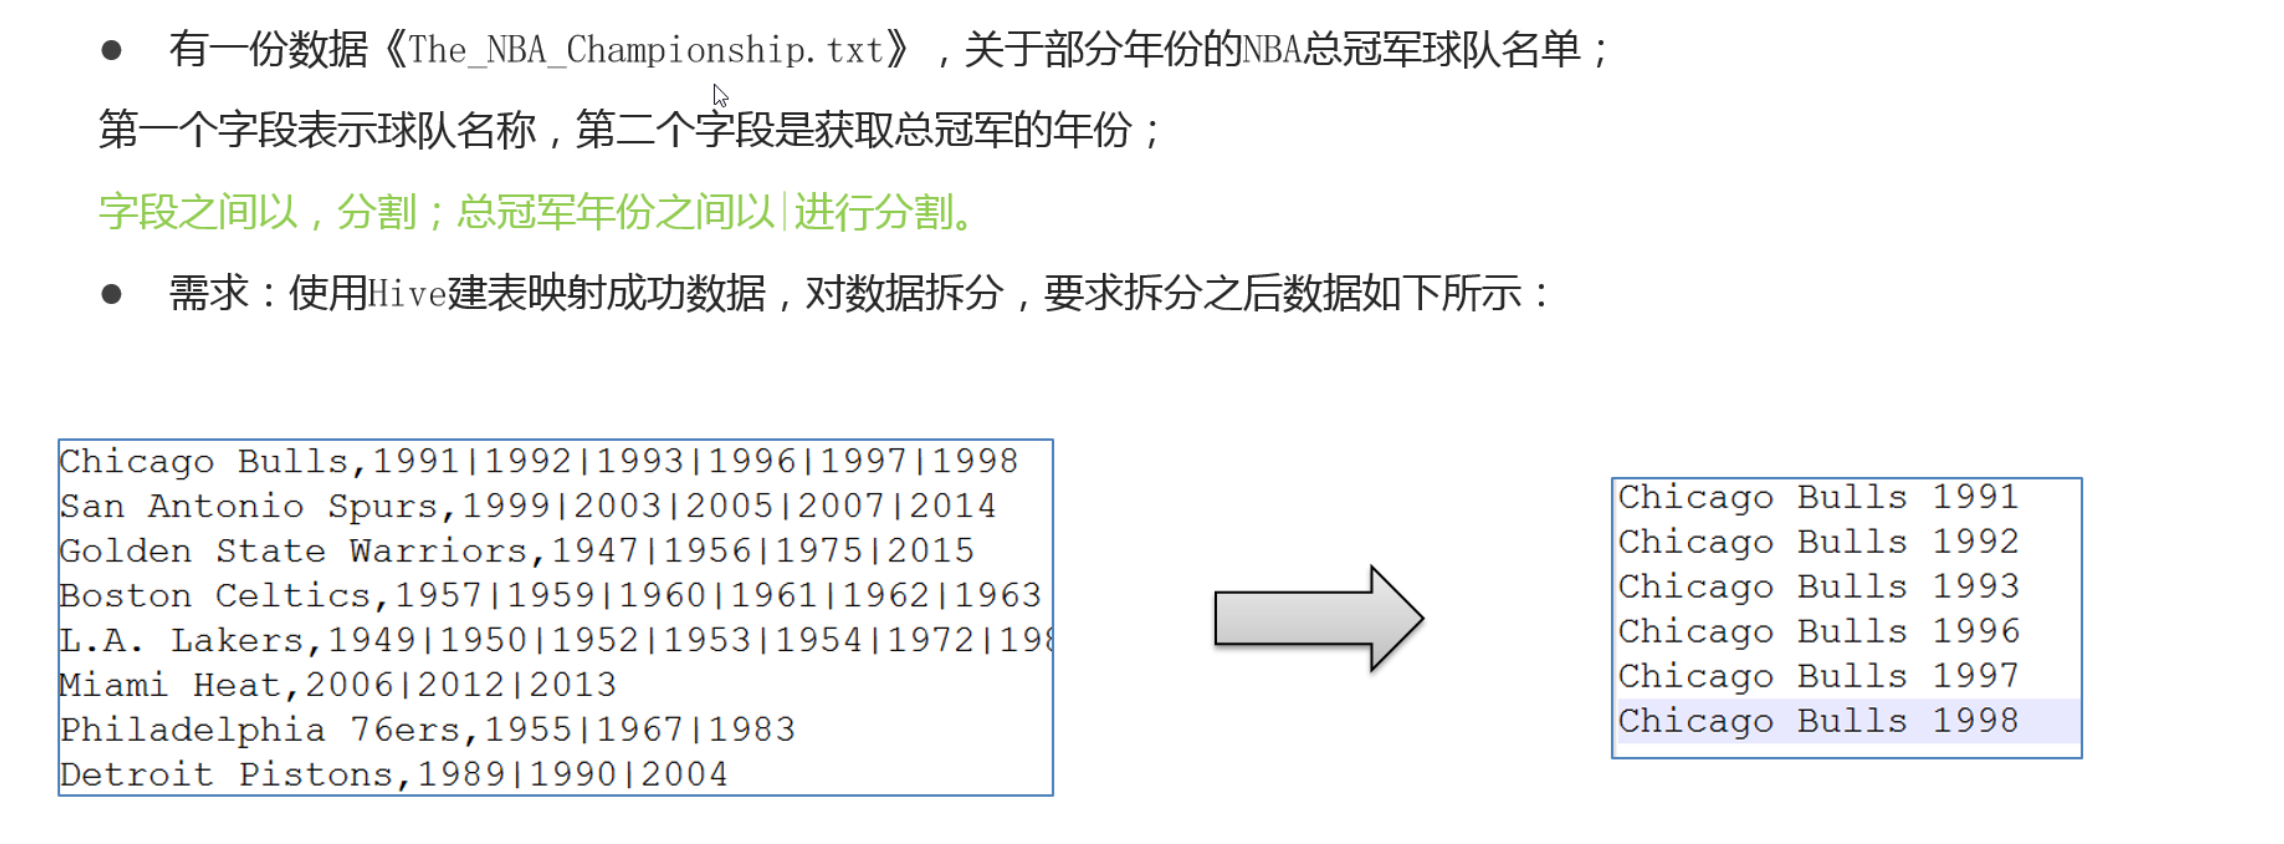 ● 有一份数据《The_NBA_Championship.txt》，关于部分年份的NBA总冠军球队名单；
第一个字段表示球队名称，第二个字段是获取总冠军的年份；
字段之间以，分割；总冠军年份之间以|进行分割。
● 需求：使用Hive建表映射成功数据，对数据拆分，要求拆分之后数据如下所示：
Chicago Bulls,1991|1992|1993|1996|1997|1998
San Antonio Spurs,1999|2003|2005|2007|2014
Golden State Warriors,1947|1956|1975|2015
Boston Celtics,1957|1959|1960|1961|1962|1963
L.A. Lakers,1949|1950|1952|1953|1954|1972|19
Miami Heat,2006|2012|2013
Philadelphia 76ers,1955|1967|1983
Detroit Pistons,1989|1990|2004
Chicago Bulls 1991
Chicago Bulls 1992
Chicago Bulls 1993
Chicago Bulls 1996
Chicago Bulls 1997
Chicago Bulls 1998